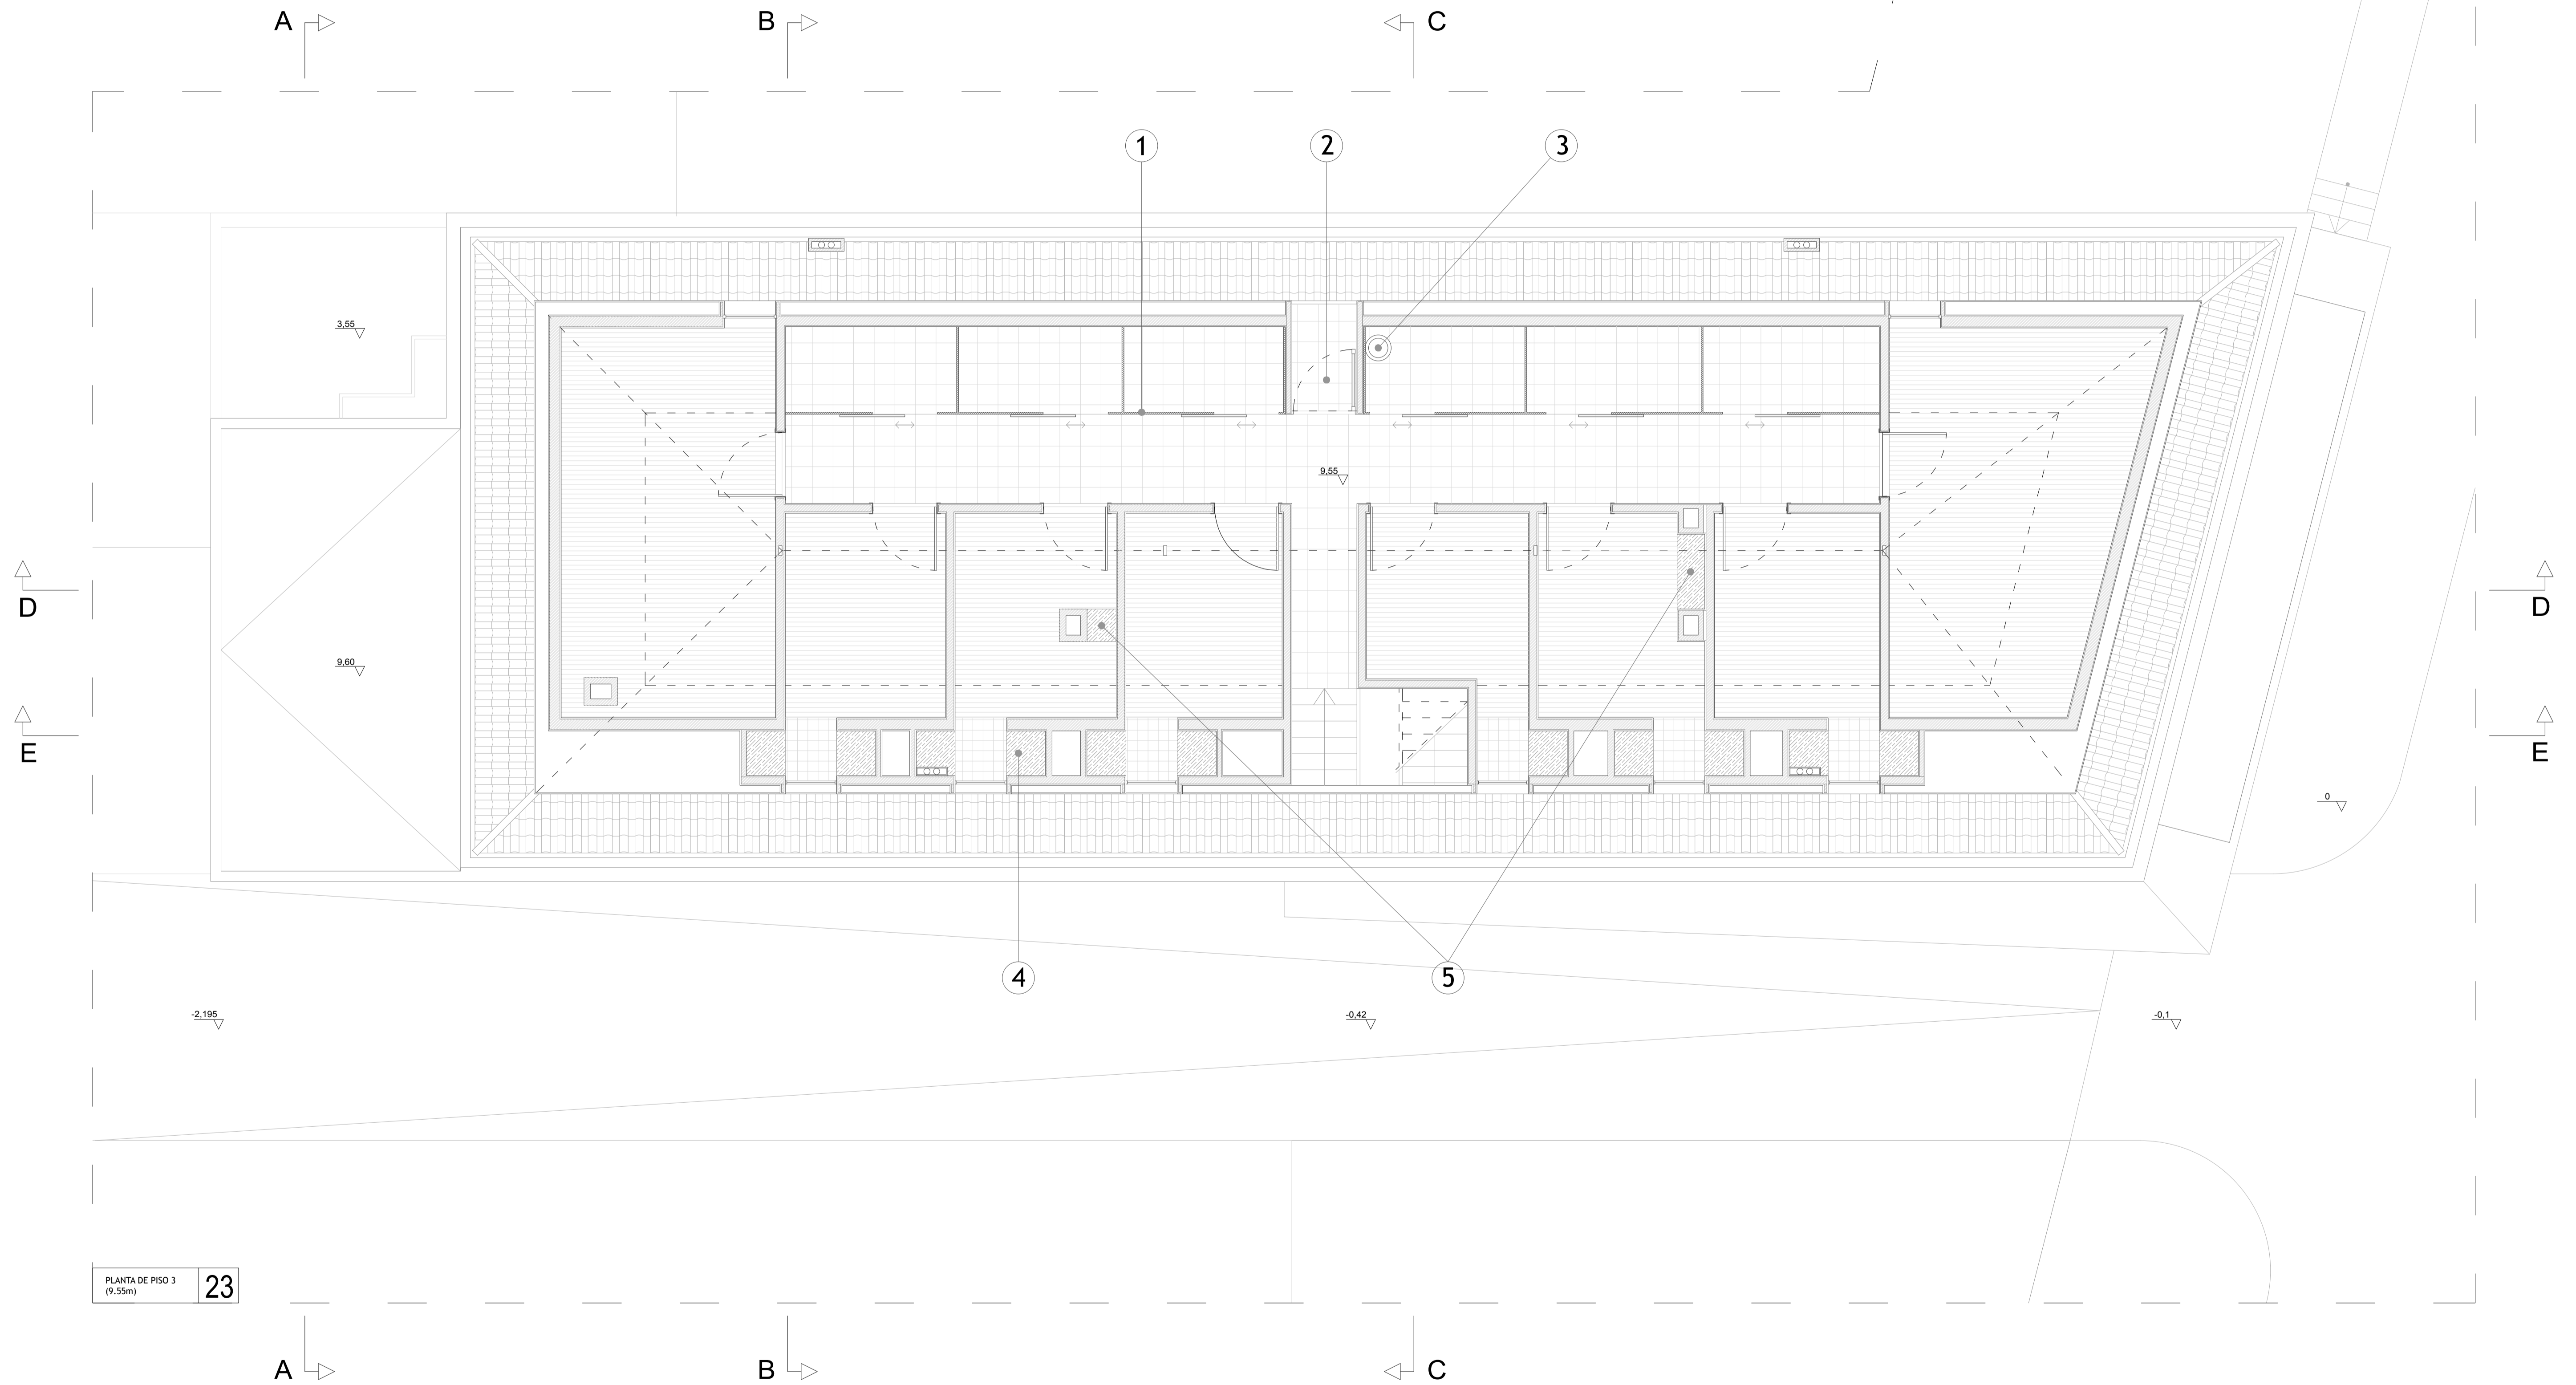 A
B
C
1
2
3
3,55
9,55
D
D
9,60
E
E
0
4
5
-2,195
-0,42
-0,1
PLANTA DE PISO 3
(9.55m)
23
A
B
C